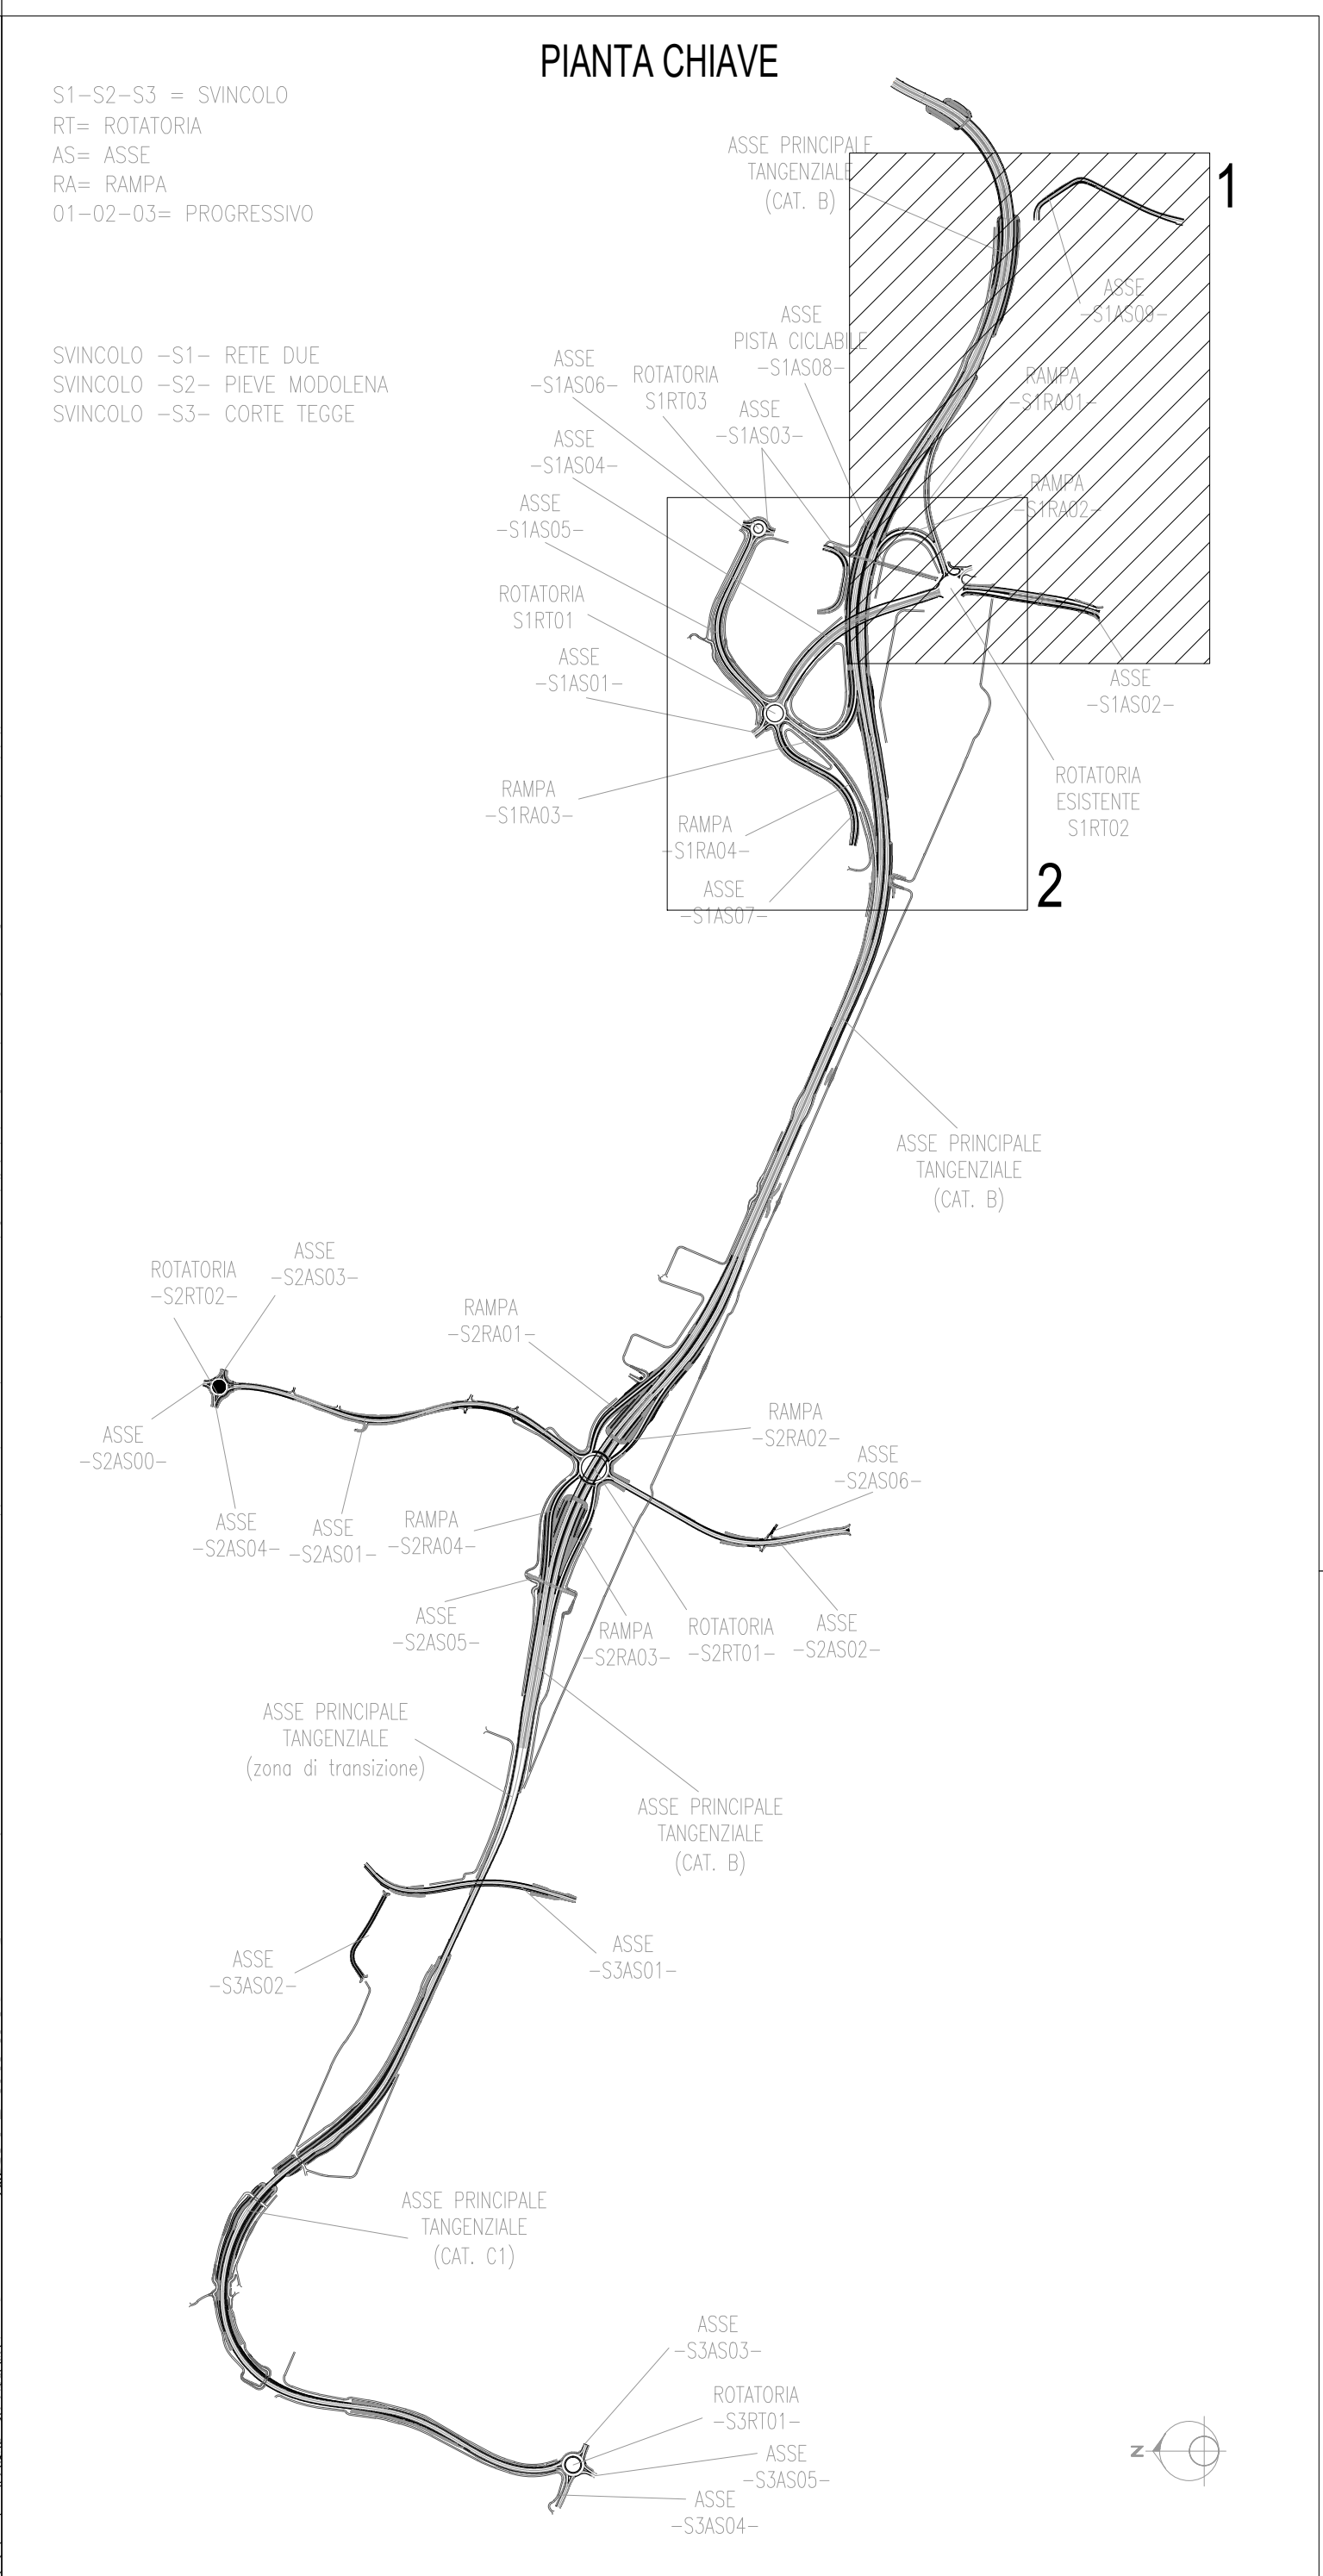 PIANTA CHIAVE
S1-S2-S3 = SVINCOLO
RT= ROTATORIA
AS= ASSE
RA= RAMPA
01-02-03= PROGRESSIVO
SVINCOLO -S1- RETE DUE
SVINCOLO -S2- PIEVE MODOLENA
SVINCOLO -S3- CORTE TEGGE
ASSE PRINCIPALE
TANGENZIALE
(CAT. B)
1
ASSE
-S1AS09-
ASSE
PISTA CICLABILE
-S1AS08-
ASSE
-S1AS06-
ROTATORIA
S1RT03
RAMPA
-S1RA01-
ASSE
-S1AS03-
ASSE
-S1AS04-
RAMPA
-S1RA02-
ASSE
-S1AS05-
ROTATORIA
S1RT01
ASSE
-S1AS01-
ASSE
-S1AS02-
RAMPA
-S1RA03-
ROTATORIA
ESISTENTE
S1RT02
RAMPA
-S1RA04-
ASSE
-S1AS07-
2
ASSE PRINCIPALE
TANGENZIALE
(CAT. B)
ASSE
-S2AS03-
ROTATORIA
-S2RT02-
RAMPA
-S2RA01-
RAMPA
-S2RA02-
ASSE
-S2AS00-
ASSE
-S2AS06-
ASSE
-S2AS04-
ASSE
-S2AS01-
RAMPA
-S2RA04-
ASSE
-S2AS05-
RAMPA
-S2RA03-
ROTATORIA
-S2RT01-
ASSE
-S2AS02-
ASSE PRINCIPALE
TANGENZIALE
(zona di transizione)
ASSE PRINCIPALE
TANGENZIALE
(CAT. B)
ASSE
-S3AS02-
ASSE
-S3AS01-
ASSE PRINCIPALE
TANGENZIALE
(CAT. C1)
ASSE
-S3AS03-
ROTATORIA
-S3RT01-
ASSE
-S3AS05-
ASSE
-S3AS04-
N